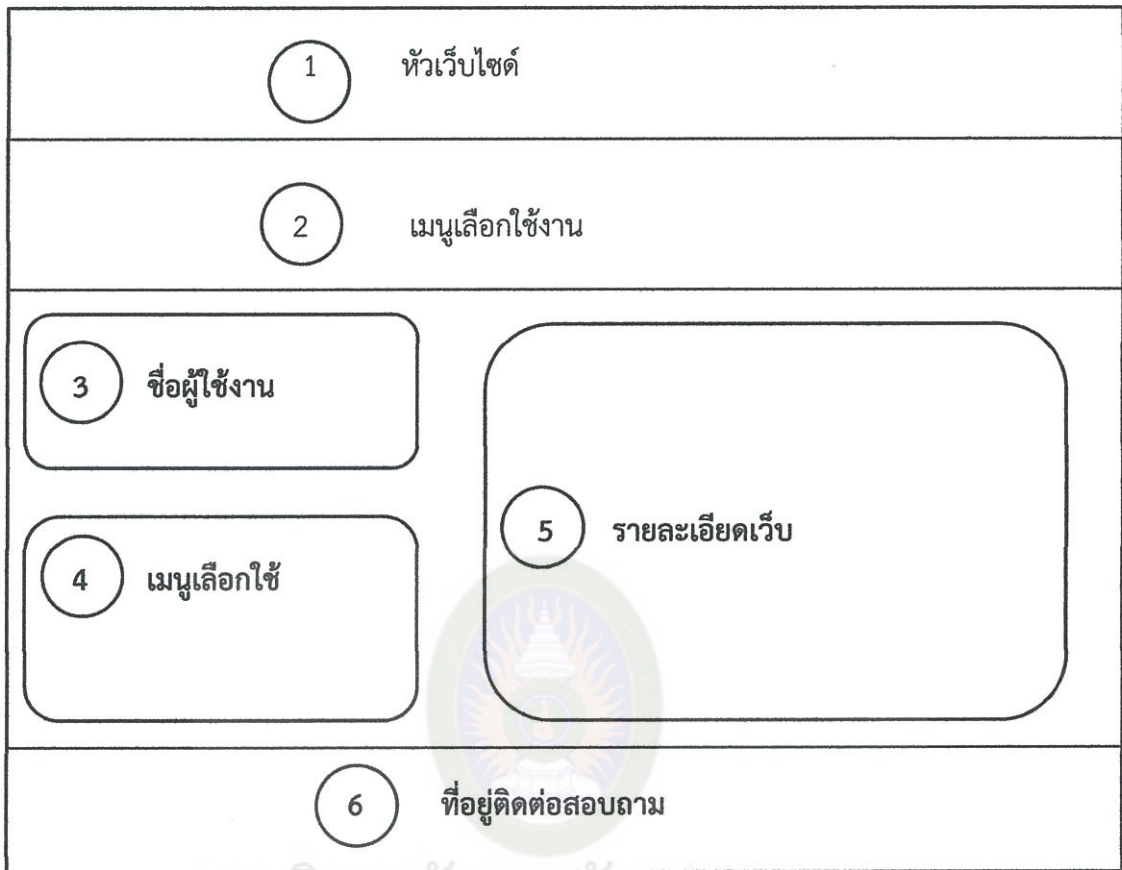 1 หัวเว็บไซด์
2 เมนูเลือกใช้งาน
3 ชื่อผู้ใช้งาน
4 เมนูเลือกใช้
5 รายละเอียดเว็บ
6 ที่อยู่ติดต่อสอบถาม